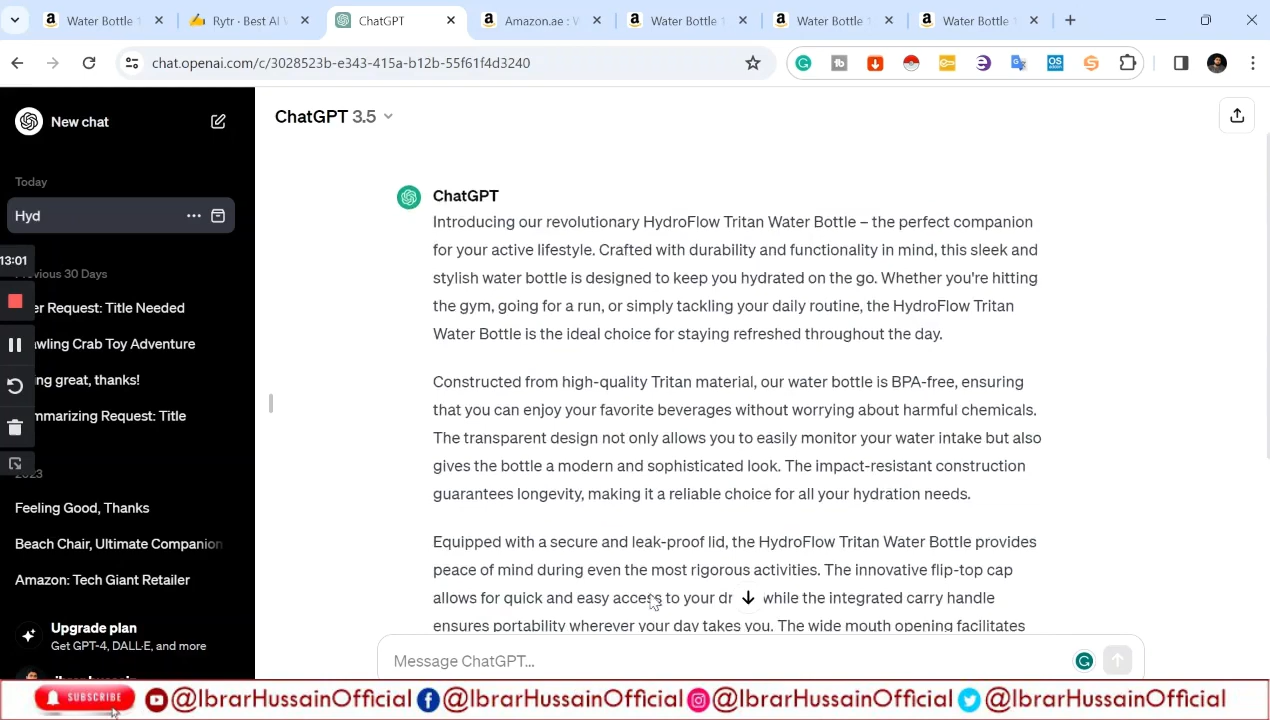 Water Bottle
Rytr · Best AI
ChatGPT
Amazon.ae :
Water Bottle
Water Bottle
Water Bottle
chat.openai.com/c/3028523b-e343-415a-b12b-55f61f4d3240
New chat
ChatGPT 3.5
Today
Hyd
13:01
revious 30 Days
er Request: Title Needed
awling Crab Toy Adventure
ing great, thanks!
mmarizing Request: Title
2023
Feeling Good, Thanks
Beach Chair, Ultimate Companion
Amazon: Tech Giant Retailer
Upgrade plan
Get GPT-4, DALL·E, and more
ChatGPT
Introducing our revolutionary HydroFlow Tritan Water Bottle – the perfect companion
for your active lifestyle. Crafted with durability and functionality in mind, this sleek and
stylish water bottle is designed to keep you hydrated on the go. Whether you're hitting
the gym, going for a run, or simply tackling your daily routine, the HydroFlow Tritan
Water Bottle is the ideal choice for staying refreshed throughout the day.
Constructed from high-quality Tritan material, our water bottle is BPA-free, ensuring
that you can enjoy your favorite beverages without worrying about harmful chemicals.
The transparent design not only allows you to easily monitor your water intake but also
gives the bottle a modern and sophisticated look. The impact-resistant construction
guarantees longevity, making it a reliable choice for all your hydration needs.
Equipped with a secure and leak-proof lid, the HydroFlow Tritan Water Bottle provides
peace of mind during even the most rigorous activities. The innovative flip-top cap
allows for quick and easy access to your dr while the integrated carry handle
ensures portability wherever your day takes you. The wide mouth opening facilitates
Message ChatGPT...
SUBSCRIBE @IbrarHussainOfficial @IbrarHussainOfficial @IbrarHussainOfficial @IbrarHussainOfficial